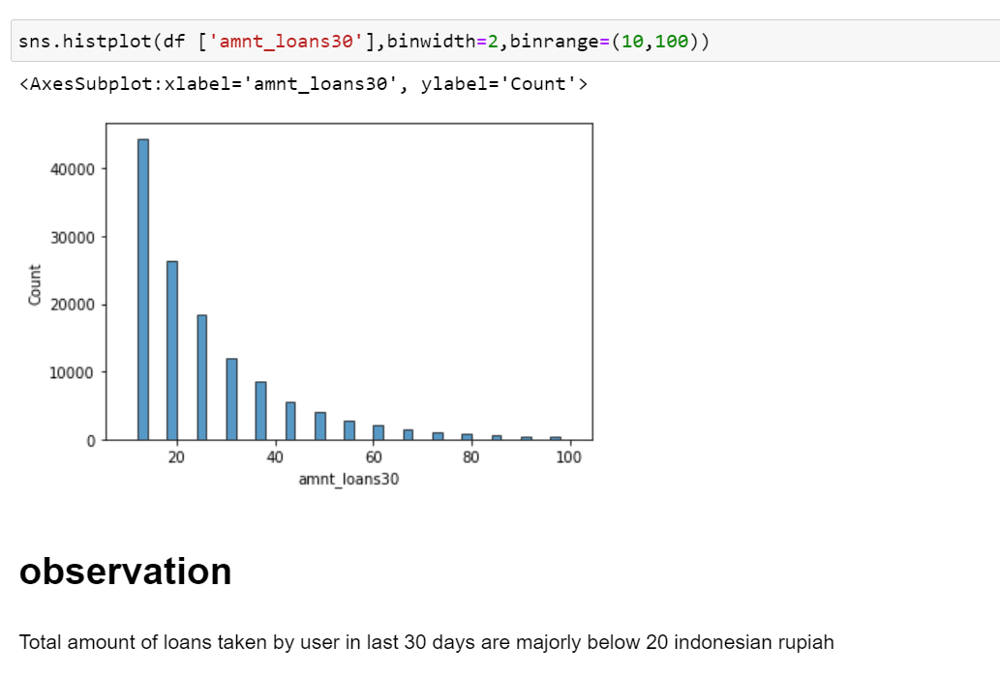 sns.histplot(df ['amnt_loans30'],binwidth=2,binrange=(10,100))
<AxesSubplot:xlabel='amnt_loans30', ylabel='Count'>
40000
30000
20000
10000
0
Count
20 40 60 80 100
amnt_loans30
observation
Total amount of loans taken by user in last 30 days are majorly below 20 indonesian rupiah